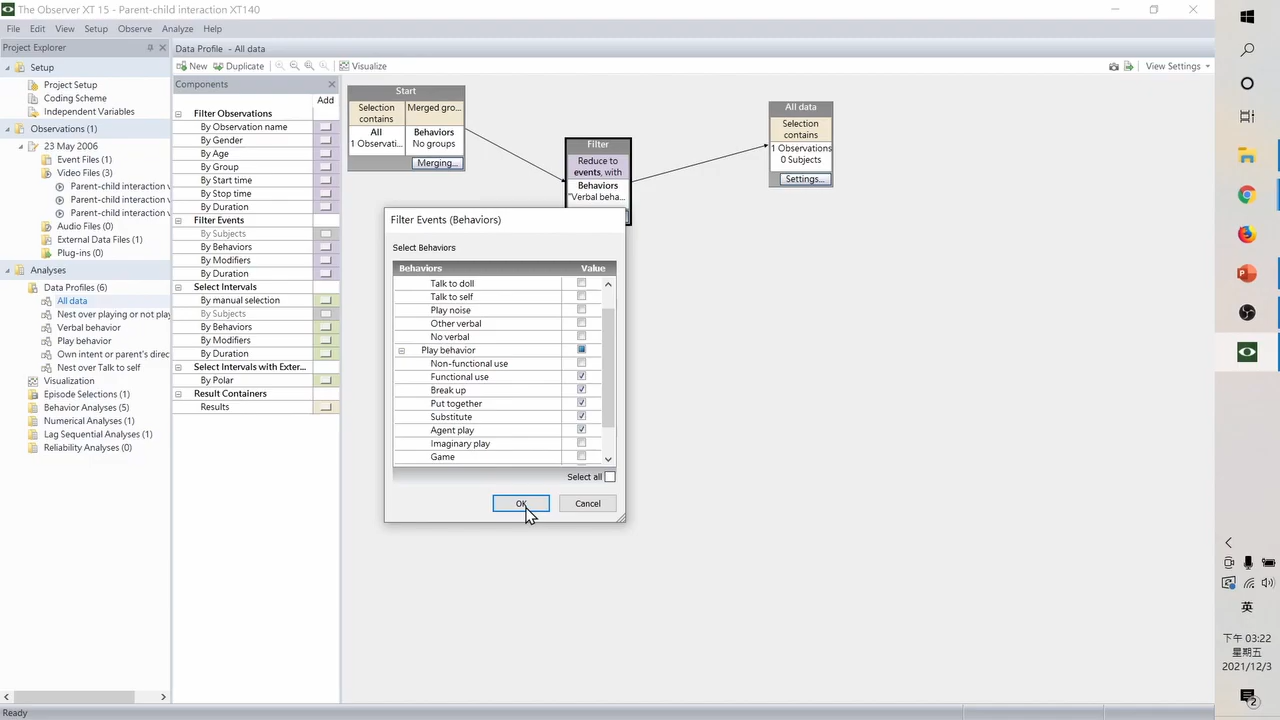 The Observer XT 15 - Parent-child interaction XT140
File Edit View Setup Observe Analyze Help
Project Explorer
Setup
Project Setup
Coding Scheme
Independent Variables
Observations (1)
23 May 2006
Event Files (1)
Video Files (3)
Parent-child interaction v
Parent-child interaction v
Parent-child interaction v
Audio Files (0)
External Data Files (1)
Plug-ins (0)
Analyses
Data Profiles (6)
All data
Nest over playing or not play
Verbal behavior
Play behavior
Own intent or parent's direc
Nest over Talk to self
Visualization
Episode Selections (1)
Behavior Analyses (5)
Numerical Analyses (1)
Lag Sequential Analyses (1)
Reliability Analyses (0)
Ready
Data Profile - All data
New Duplicate Visualize View Settings
Components
Add
Filter Observations
By Observation name
By Gender
By Age
By Group
By Start time
By Stop time
By Duration
Filter Events
By Subjects
By Behaviors
By Modifiers
By Duration
Select Intervals
By manual selection
By Subjects
By Behaviors
By Modifiers
By Duration
Select Intervals with Exter...
By Polar
Result Containers
Results
Start
Selection contains
Merged gro...
All
1 Observati...
Behaviors
No groups
Merging...
Filter
Reduce to
events, with
Behaviors
"Verbal beha...
All data
Selection
contains
1 Observations
0 Subjects
Settings...
Filter Events (Behaviors)
Select Behaviors
Behaviors Value
Talk to doll
Talk to self
Play noise
Other verbal
No verbal
Play behavior
Non-functional use
Functional use
Break up
Put together
Substitute
Agent play
Imaginary play
Game
Select all
OK Cancel
英
下午 03:22
星期五
2021/12/3
2